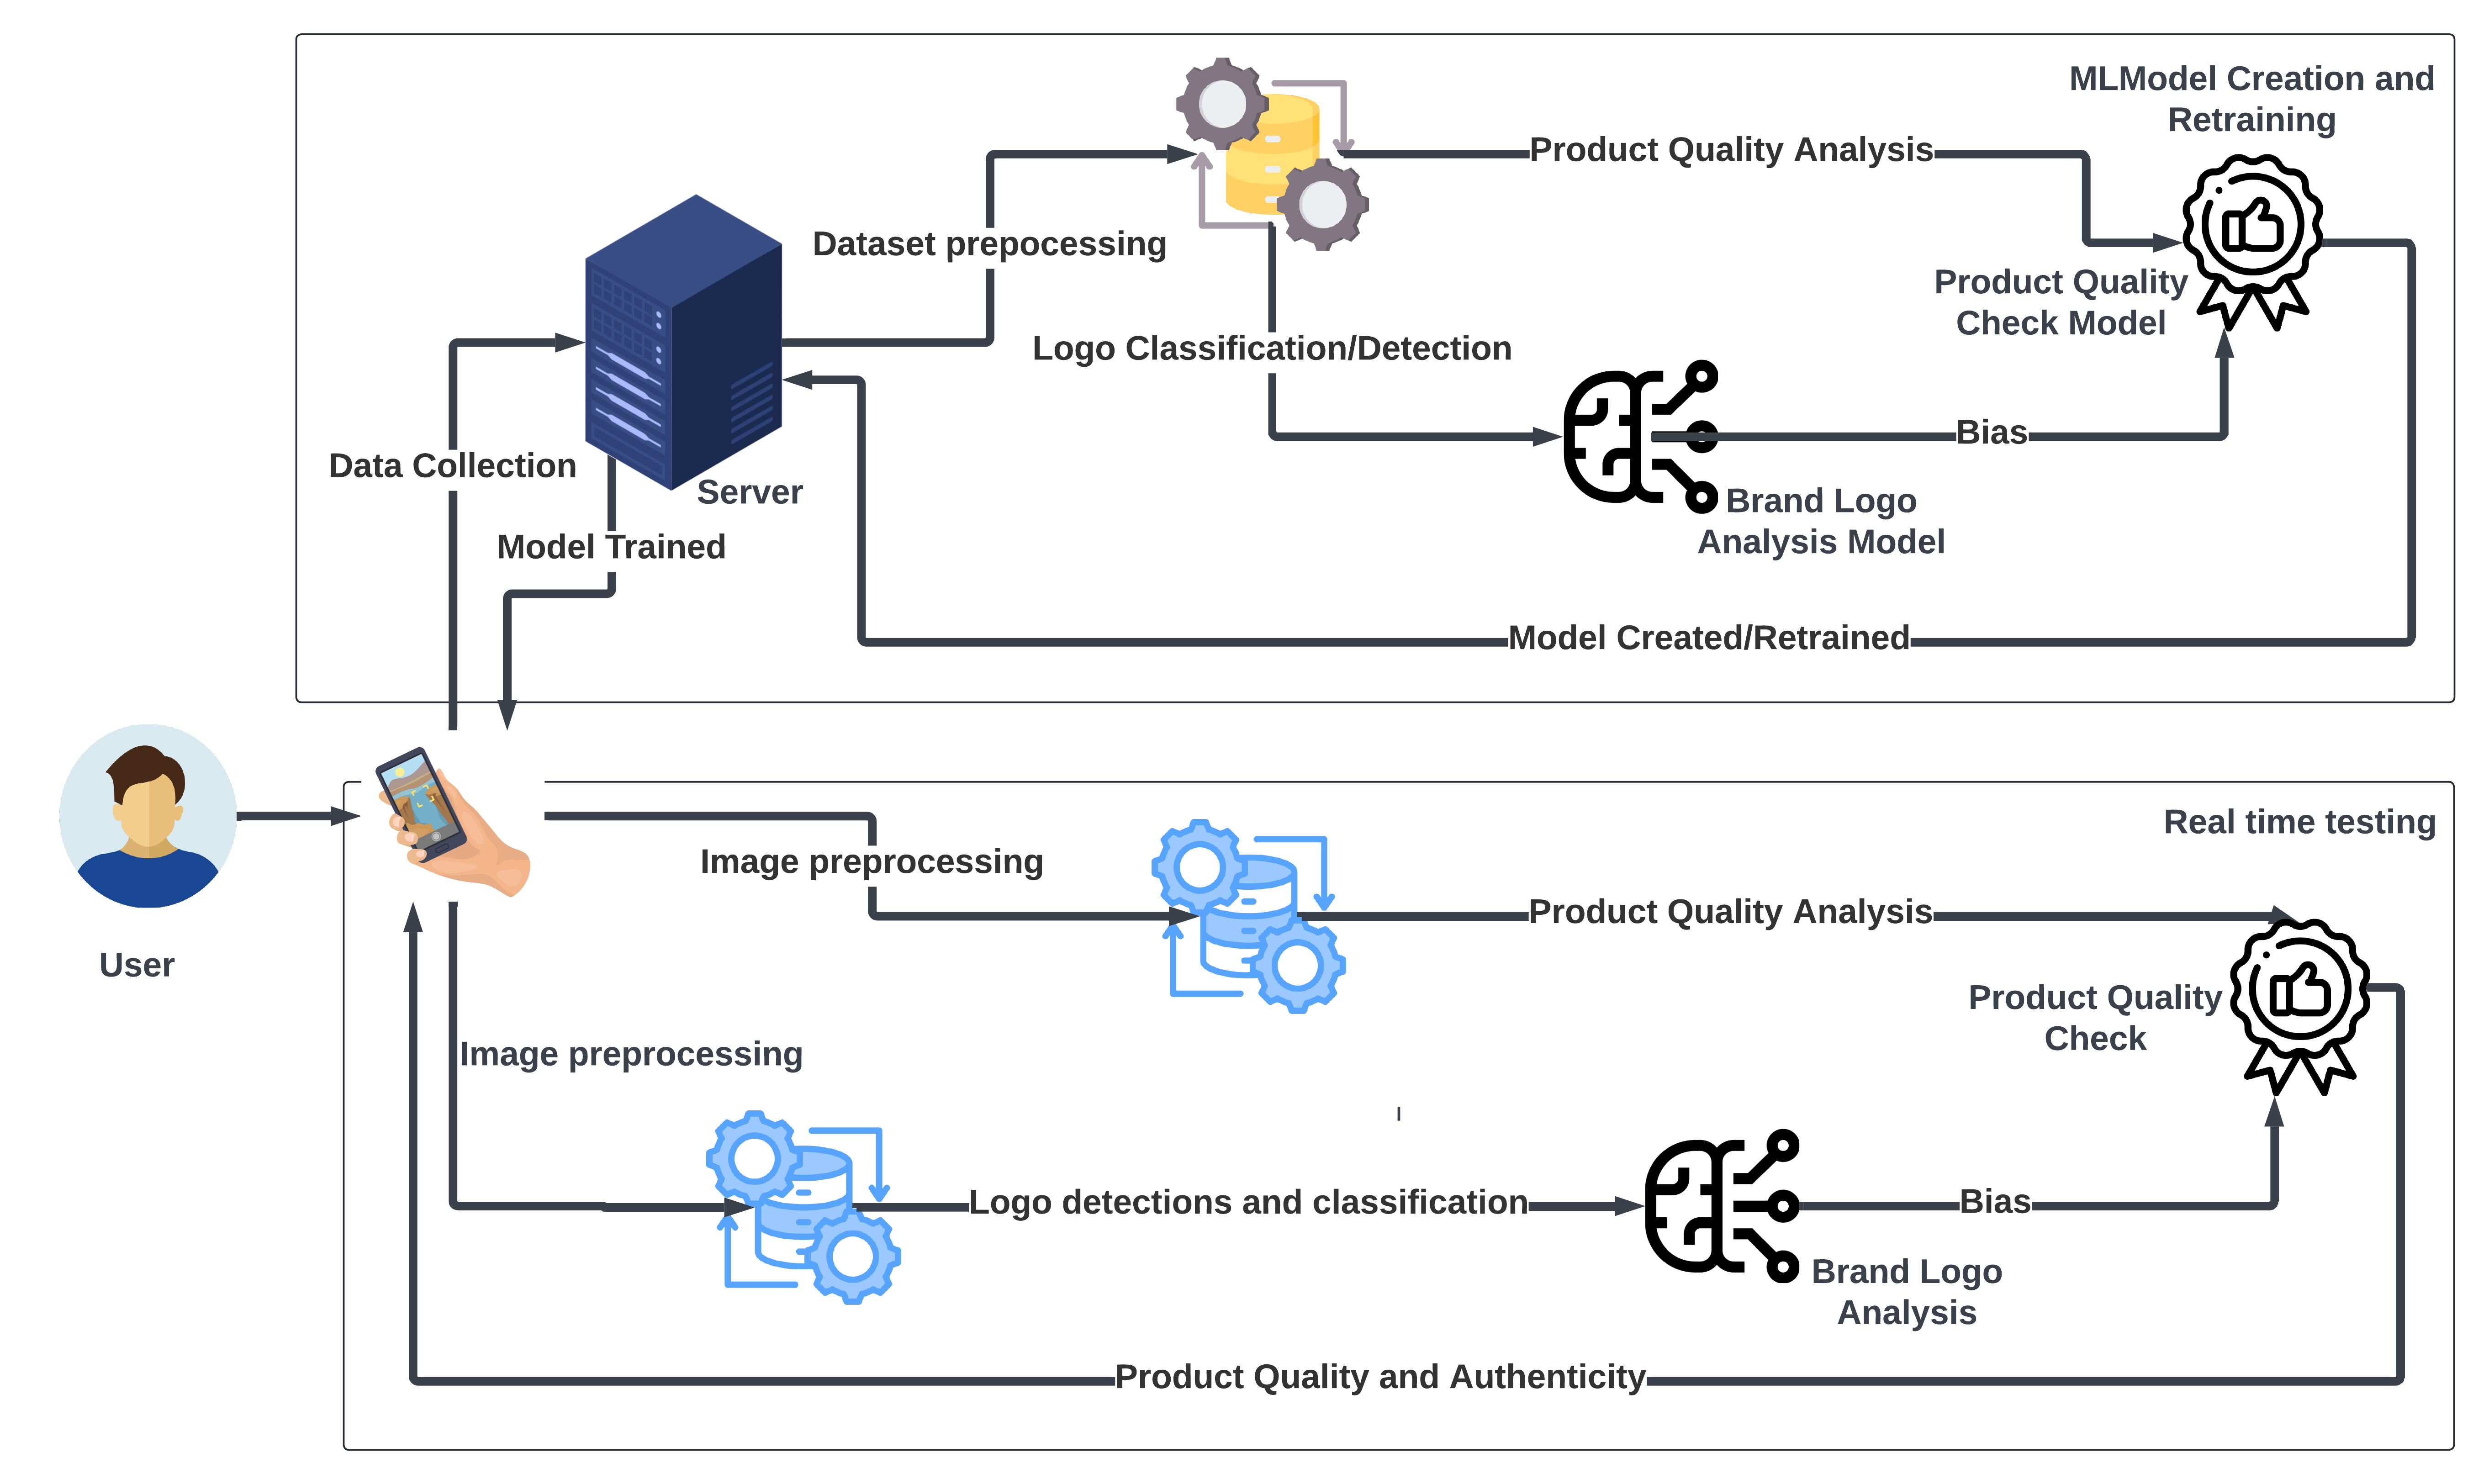 MLModel Creation and
Retraining
Product Quality Analysis
Dataset prepocessing
Product Quality
Check Model
Logo Classification/Detection
Bias
Data Collection
Server
Brand Logo
Analysis Model
Model Trained
Model Created/Retrained
Real time testing
Image preprocessing
Product Quality Analysis
User
Product Quality
Check
Image preprocessing
Logo detections and classification
Bias
Brand Logo
Analysis
Product Quality and Authenticity